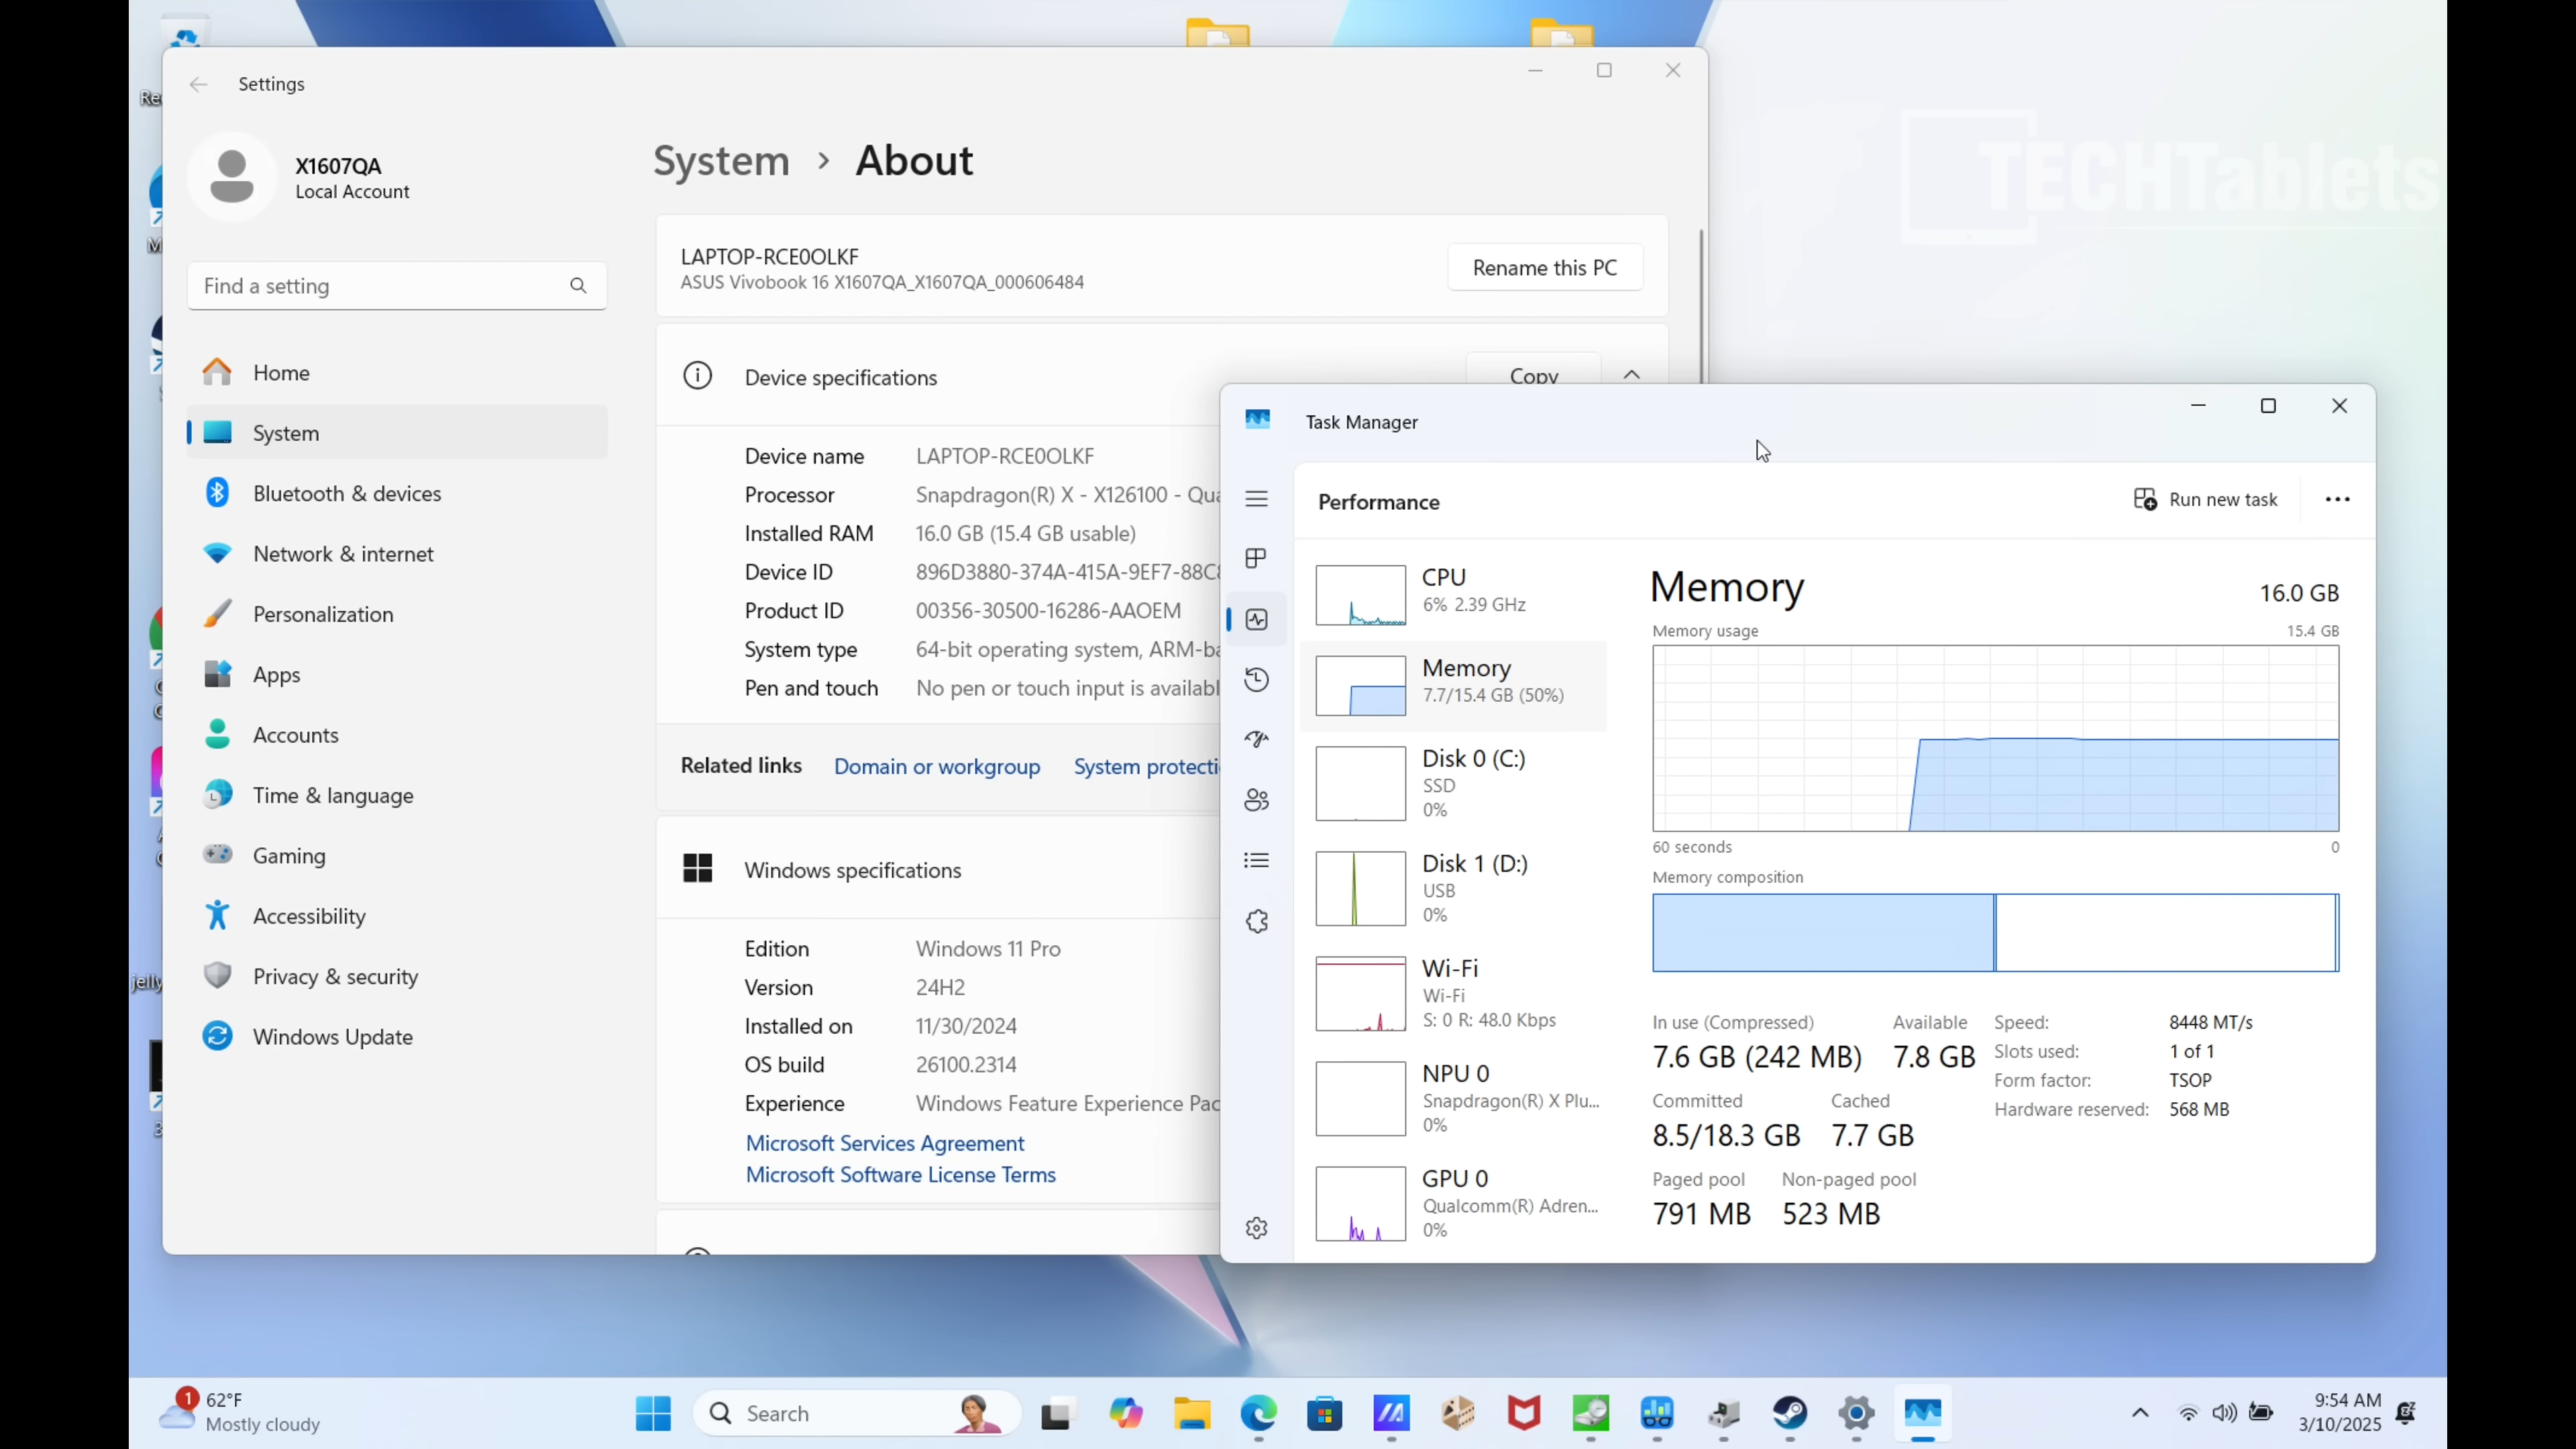 Settings
X1607QA
Local Account
Find a setting
Home
System
Bluetooth & devices
Network & internet
Personalization
Apps
Accounts
Time & language
Gaming
Accessibility
Privacy & security
Windows Update
System > About
LAPTOP-RCE0OLKF
ASUS Vivobook 16 X1607QA_X1607QA_000606484
Rename this PC
Device specifications
Copy
Device name LAPTOP-RCE0OLKF
Processor Snapdragon(R) X - X126100 - Qua
Installed RAM 16.0 GB (15.4 GB usable)
Device ID 896D3880-374A-415A-9EF7-88C
Product ID 00356-30500-16286-AAOEM
System type 64-bit operating system, ARM-ba
Pen and touch No pen or touch input is availabl
Related links Domain or workgroup System protecti
Windows specifications
Edition Windows 11 Pro
Version 24H2
Installed on 11/30/2024
OS build 26100.2314
Experience Windows Feature Experience Pac
Microsoft Services Agreement
Microsoft Software License Terms
TECHTablets
Task Manager
Performance
Run new task
CPU
6% 2.39 GHz
Memory
7.7/15.4 GB (50%)
Disk 0 (C:)
SSD
0%
Disk 1 (D:)
USB
0%
Wi-Fi
Wi-Fi
S: 0 R: 48.0 Kbps
NPU 0
Snapdragon(R) X Plu...
0%
GPU 0
Qualcomm(R) Adren...
0%
Memory 16.0 GB
Memory usage 15.4 GB
60 seconds 0
Memory composition
In use (Compressed) Available
7.6 GB (242 MB) 7.8 GB
Committed Cached
8.5/18.3 GB 7.7 GB
Paged pool Non-paged pool
791 MB 523 MB
Speed: 8448 MT/s
Slots used: 1 of 1
Form factor: TSOP
Hardware reserved: 568 MB
jelly
1
62°F
Mostly cloudy
Search
9:54 AM
3/10/2025